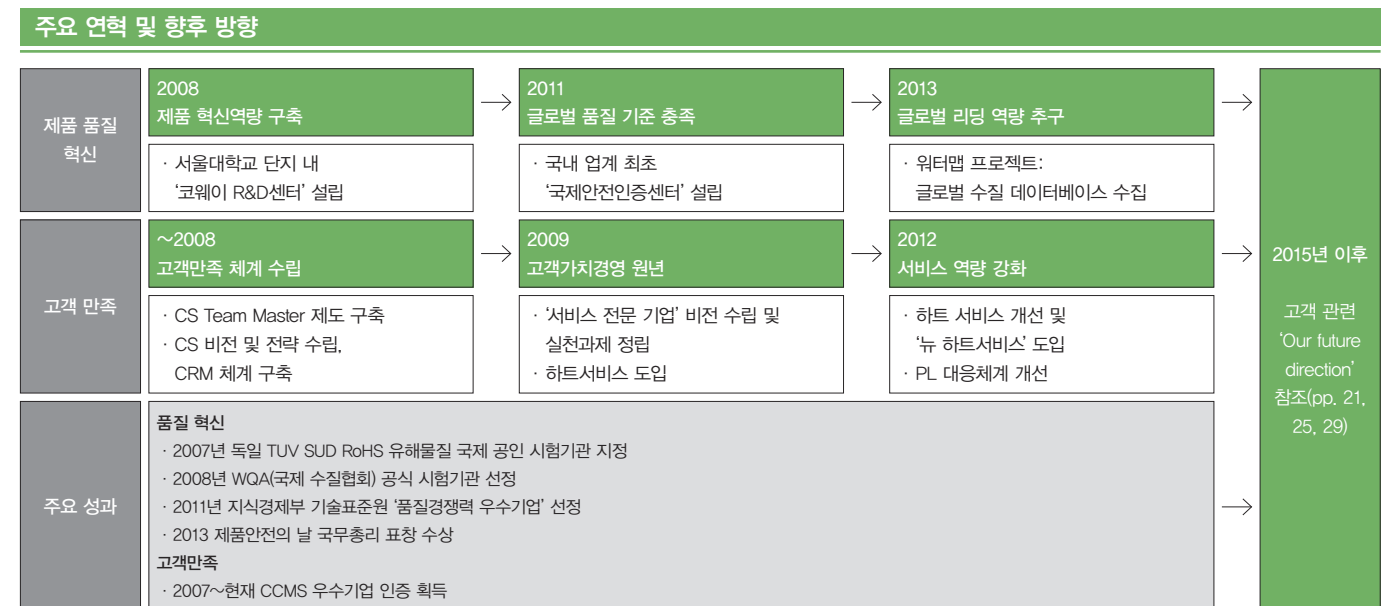 주요 연혁 및 향후 방향
제품 품질
혁신
2008
제품 혁신역량 구축
· 서울대학교 단지 내
‘코웨이 R&D센터’ 설립
2011
글로벌 품질 기준 충족
· 국내 업계 최초
‘국제안전인증센터’ 설립
2013
글로벌 리딩 역량 추구
· 워터맵 프로젝트:
글로벌 수질 데이터베이스 수집
고객 만족
~2008
고객만족 체계 수립
· CS Team Master 제도 구축
· CS 비전 및 전략 수립,
CRM 체계 구축
2009
고객가치경영 원년
· ‘서비스 전문 기업’ 비전 수립 및
실천과제 정립
· 하트서비스 도입
2012
서비스 역량 강화
· 하트 서비스 개선 및
‘뉴 하트서비스’ 도입
· PL 대응체계 개선
주요 성과
품질 혁신
· 2007년 독일 TUV SUD RoHS 유해물질 국제 공인 시험기관 지정
· 2008년 WQA(국제 수질협회) 공식 시험기관 선정
· 2011년 지식경제부 기술표준원 ‘품질경쟁력 우수기업’ 선정
· 2013 제품안전의 날 국무총리 표창 수상
고객만족
· 2007~현재 CCMS 우수기업 인증 획득
2015년 이후
고객 관련
‘Our future
direction’
참조(pp. 21,
25, 29)